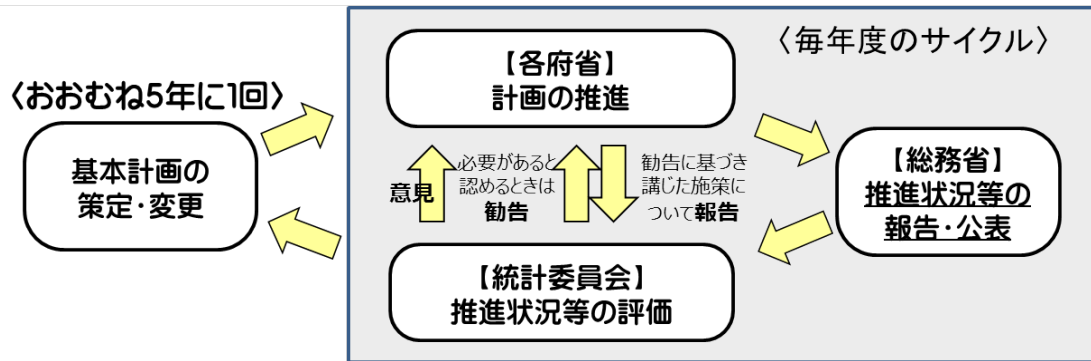 〈おおむね5年に1回〉
基本計画の
策定・変更
〈毎年度のサイクル〉
【各府省】
計画の推進
意見
必要があると
認めるときは
勧告
勧告に基づき
講じた施策に
ついて報告
【総務省】
推進状況等の
報告・公表
【統計委員会】
推進状況等の評価